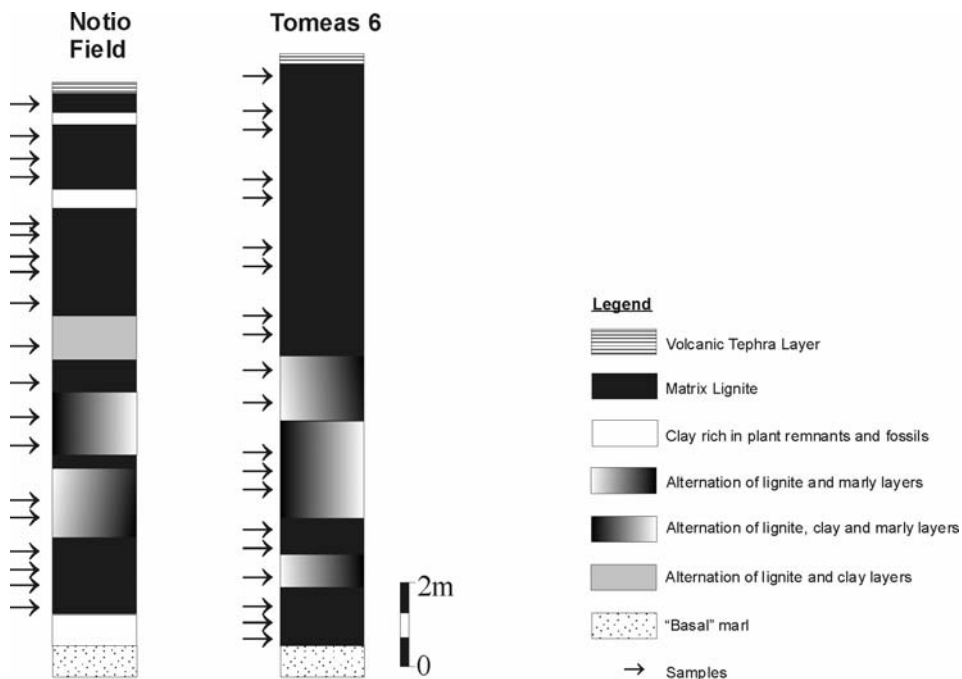 Notio
Field
Tomeas 6
2m
0
Legend
Volcanic Tephra Layer
Matrix Lignite
Clay rich in plant remnants and fossils
Alternation of lignite and marly layers
Alternation of lignite, clay and marly layers
Alternation of lignite and clay layers
“Basal” marl
Samples